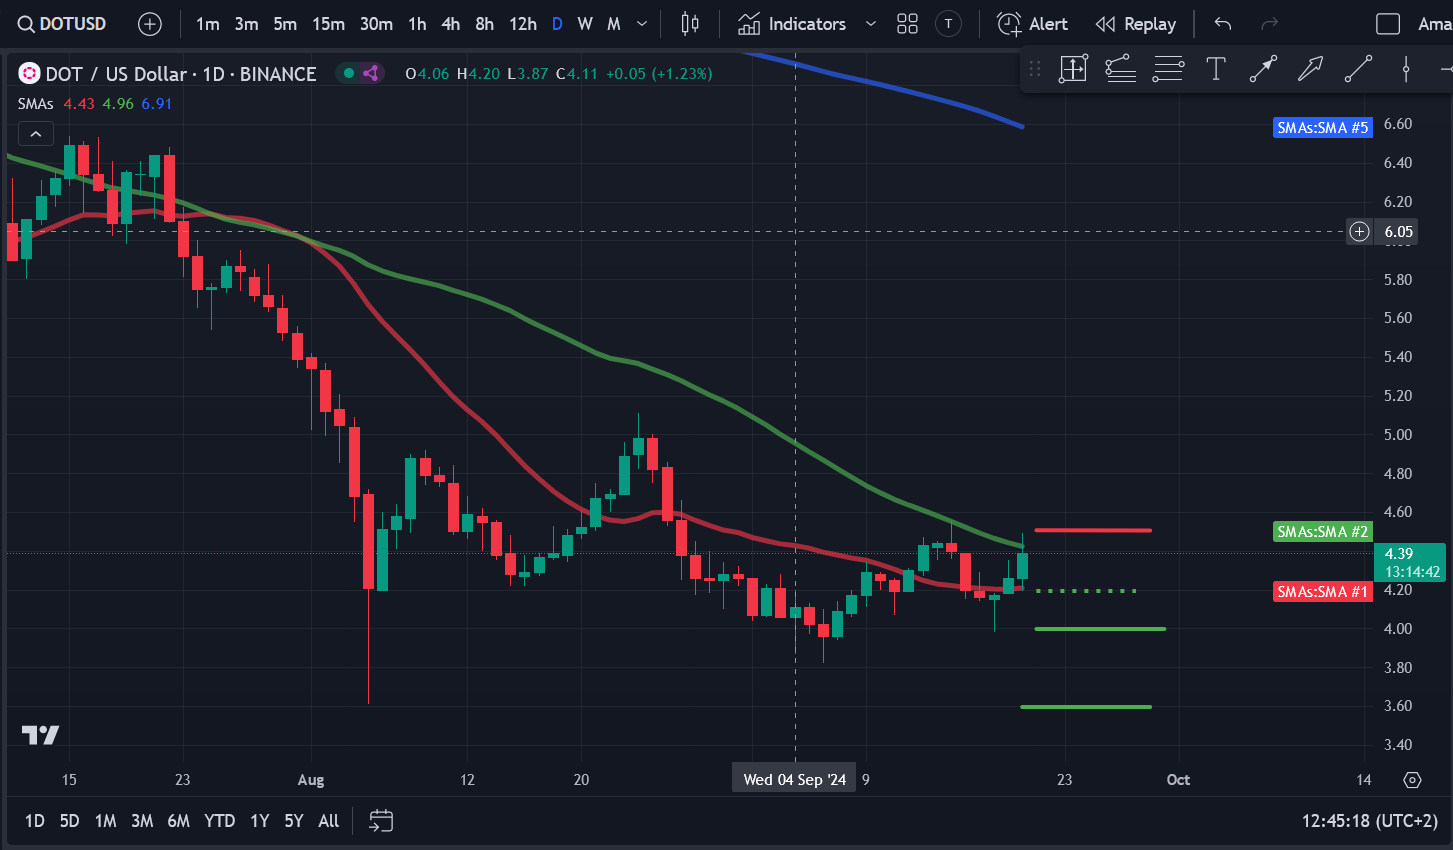 DOTUSD 1m 3m 5m 15m 30m 1h 4h 8h 12h D W M Indicators T Alert Replay Ama
DOT / US Dollar · 1D · BINANCE O4.06 H4.20 L3.87 C4.11 +0.05 (+1.23%)
T
SMAs 4.43 4.96 6.91
SMAs:SMA #5 6.60
6.40
6.20
6.05
5.80
5.60
5.40
5.20
5.00
4.80
4.60
SMAs:SMA #2
4.39
13:14:42
SMAs:SMA #1 4.20
4.00
3.80
3.60
3.40
15 23 Aug 12 20 Wed 04 Sep '24 9 23 Oct 14
1D 5D 1M 3M 6M YTD 1Y 5Y All 12:45:18 (UTC+2)